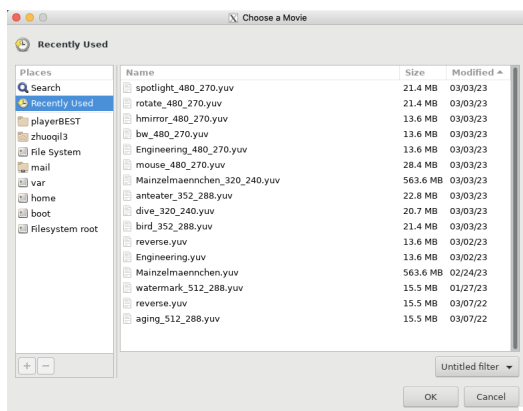 Choose a Movie
Recently Used
Places
Search
Recently Used
playerBEST
zhuoqil3
File System
mail
var
home
boot
Filesystem root
Name Size Modified
spotlight_480_270.yuv 21.4 MB 03/03/23
rotate_480_270.yuv 21.4 MB 03/03/23
hmirror_480_270.yuv 13.6 MB 03/03/23
bw_480_270.yuv 13.6 MB 03/03/23
Engineering_480_270.yuv 13.6 MB 03/03/23
mouse_480_270.yuv 28.4 MB 03/03/23
Mainzelmaennchen_320_240.yuv 563.6 MB 03/03/23
anteater_352_288.yuv 22.8 MB 03/03/23
dive_320_240.yuv 20.7 MB 03/03/23
bird_352_288.yuv 21.4 MB 03/03/23
reverse.yuv 13.6 MB 03/02/23
Engineering.yuv 13.6 MB 03/02/23
Mainzelmaennchen.yuv 563.6 MB 02/24/23
watermark_512_288.yuv 15.5 MB 01/27/23
reverse.yuv 15.5 MB 03/07/22
aging_512_288.yuv 15.5 MB 03/07/22
Untitled filter
OK Cancel